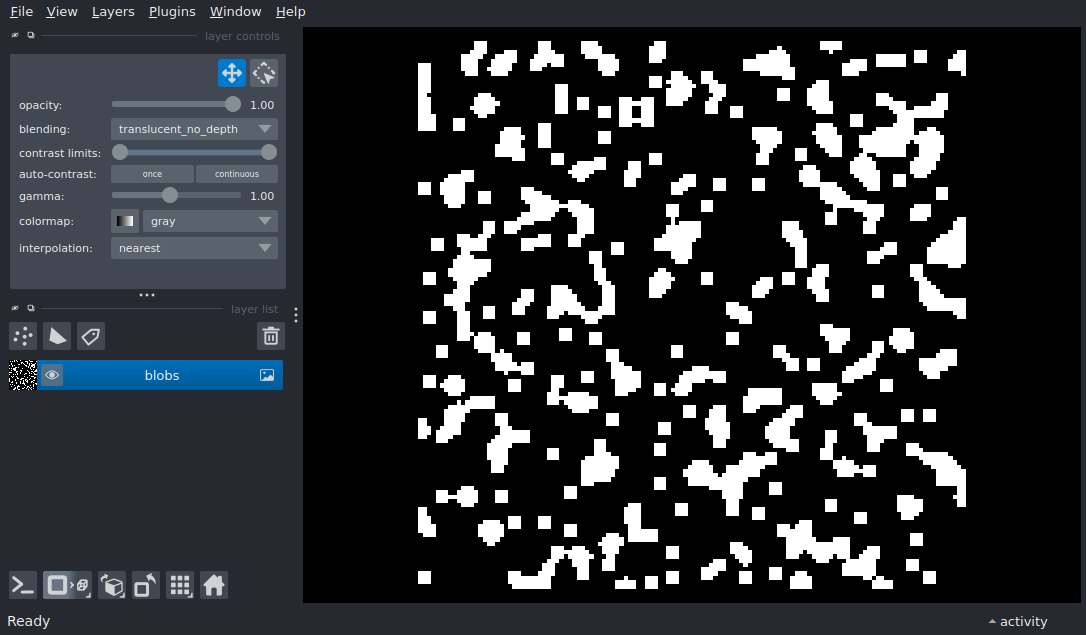 File View Layers Plugins Window Help
layer controls
opacity: 1.00
blending: translucent_no_depth
contrast limits:
auto-contrast: once continuous
gamma: 1.00
colormap: gray
interpolation: nearest
layer list
blobs
Ready
activity